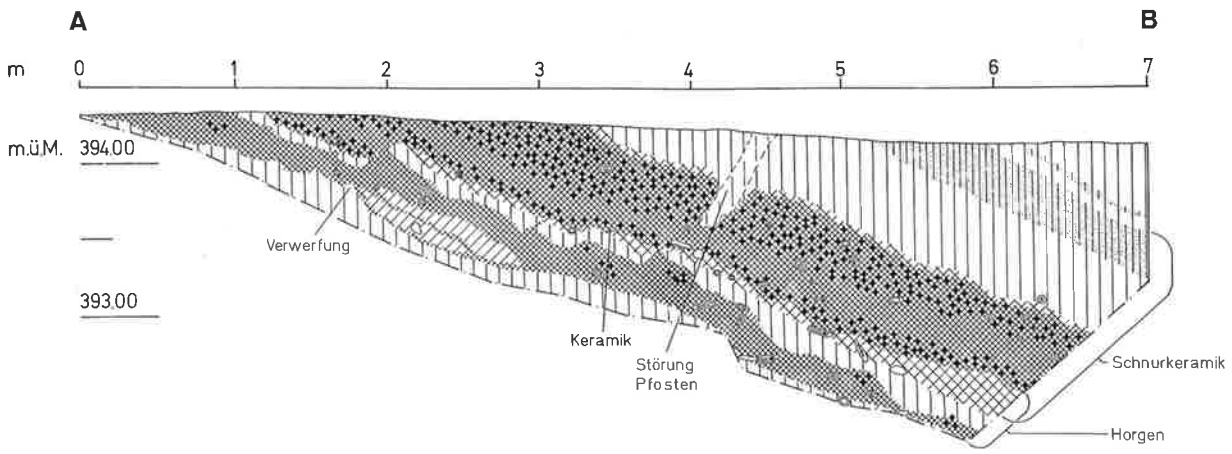 A B
m 0 1 2 3 4 5 6 7
m.ü.M. 394.00
Verwerfung
393.00
Keramik
Störung
Pfosten
Schnurkeramik
Horgen